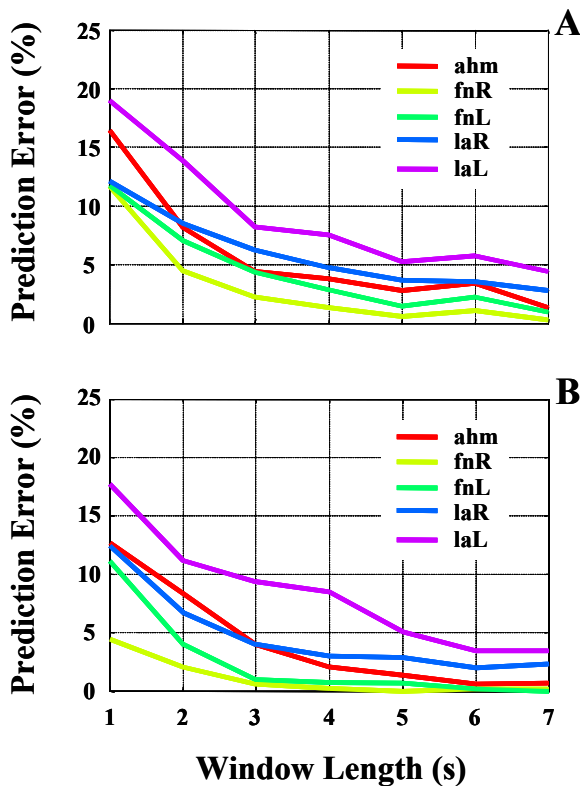 A
Prediction Error (%)
25
20
15
10
5
0
ahm
fnR
fnL
laR
laL
B
Prediction Error (%)
25
20
15
10
5
0
ahm
fnR
fnL
laR
laL
1 2 3 4 5 6 7
Window Length (s)